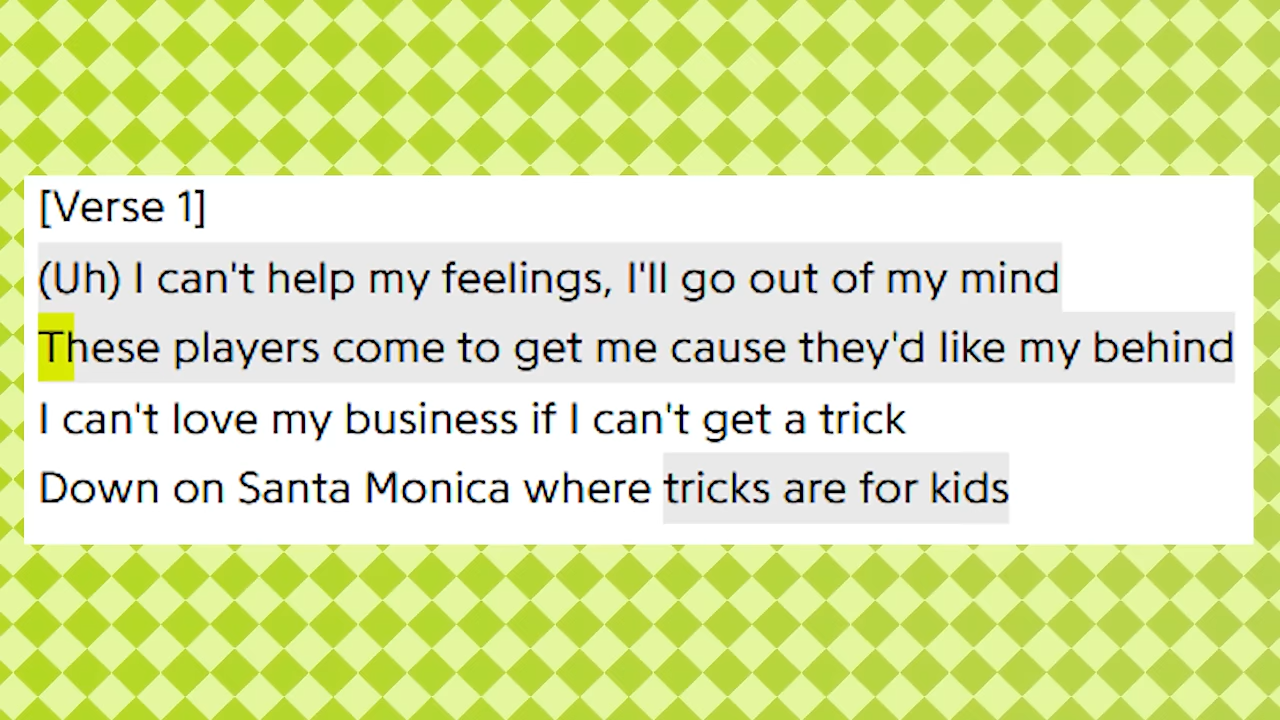 [Verse 1]
(Uh) I can't help my feelings, I'll go out of my mind
These players come to get me cause they'd like my behind
I can't love my business if I can't get a trick
Down on Santa Monica where tricks are for kids